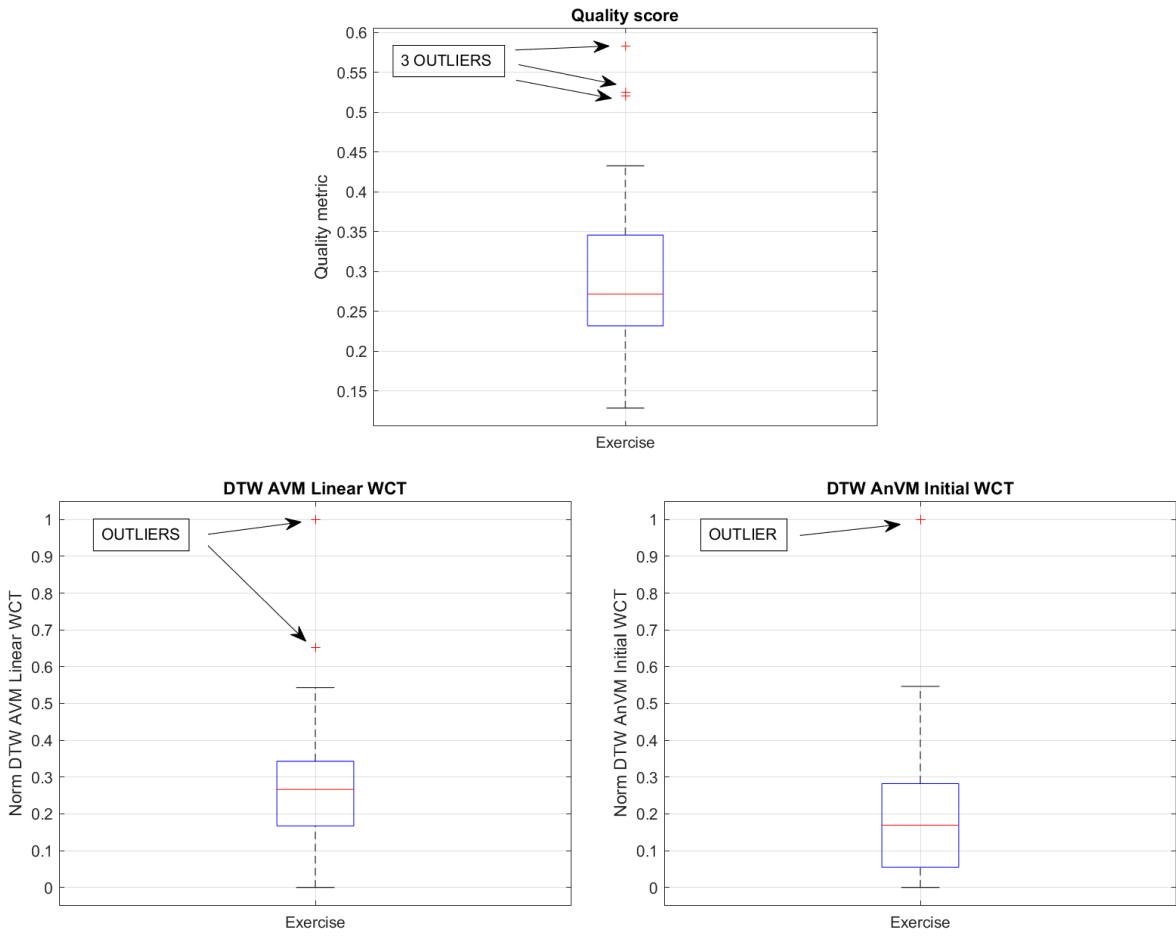 Quality score
0.6
3 OUTLIERS
0.55
0.5
0.45
0.4
0.35
0.3
0.25
0.2
0.15
Quality metric
Exercise
DTW AVM Linear WCT
1
OUTLIERS
0.9
0.8
0.7
0.6
0.5
0.4
0.3
0.2
0.1
0
Norm DTW AVM Linear WCT
Exercise
DTW AnVM Initial WCT
1
OUTLIER
0.9
0.8
0.7
0.6
0.5
0.4
0.3
0.2
0.1
0
Norm DTW AnVM Initial WCT
Exercise